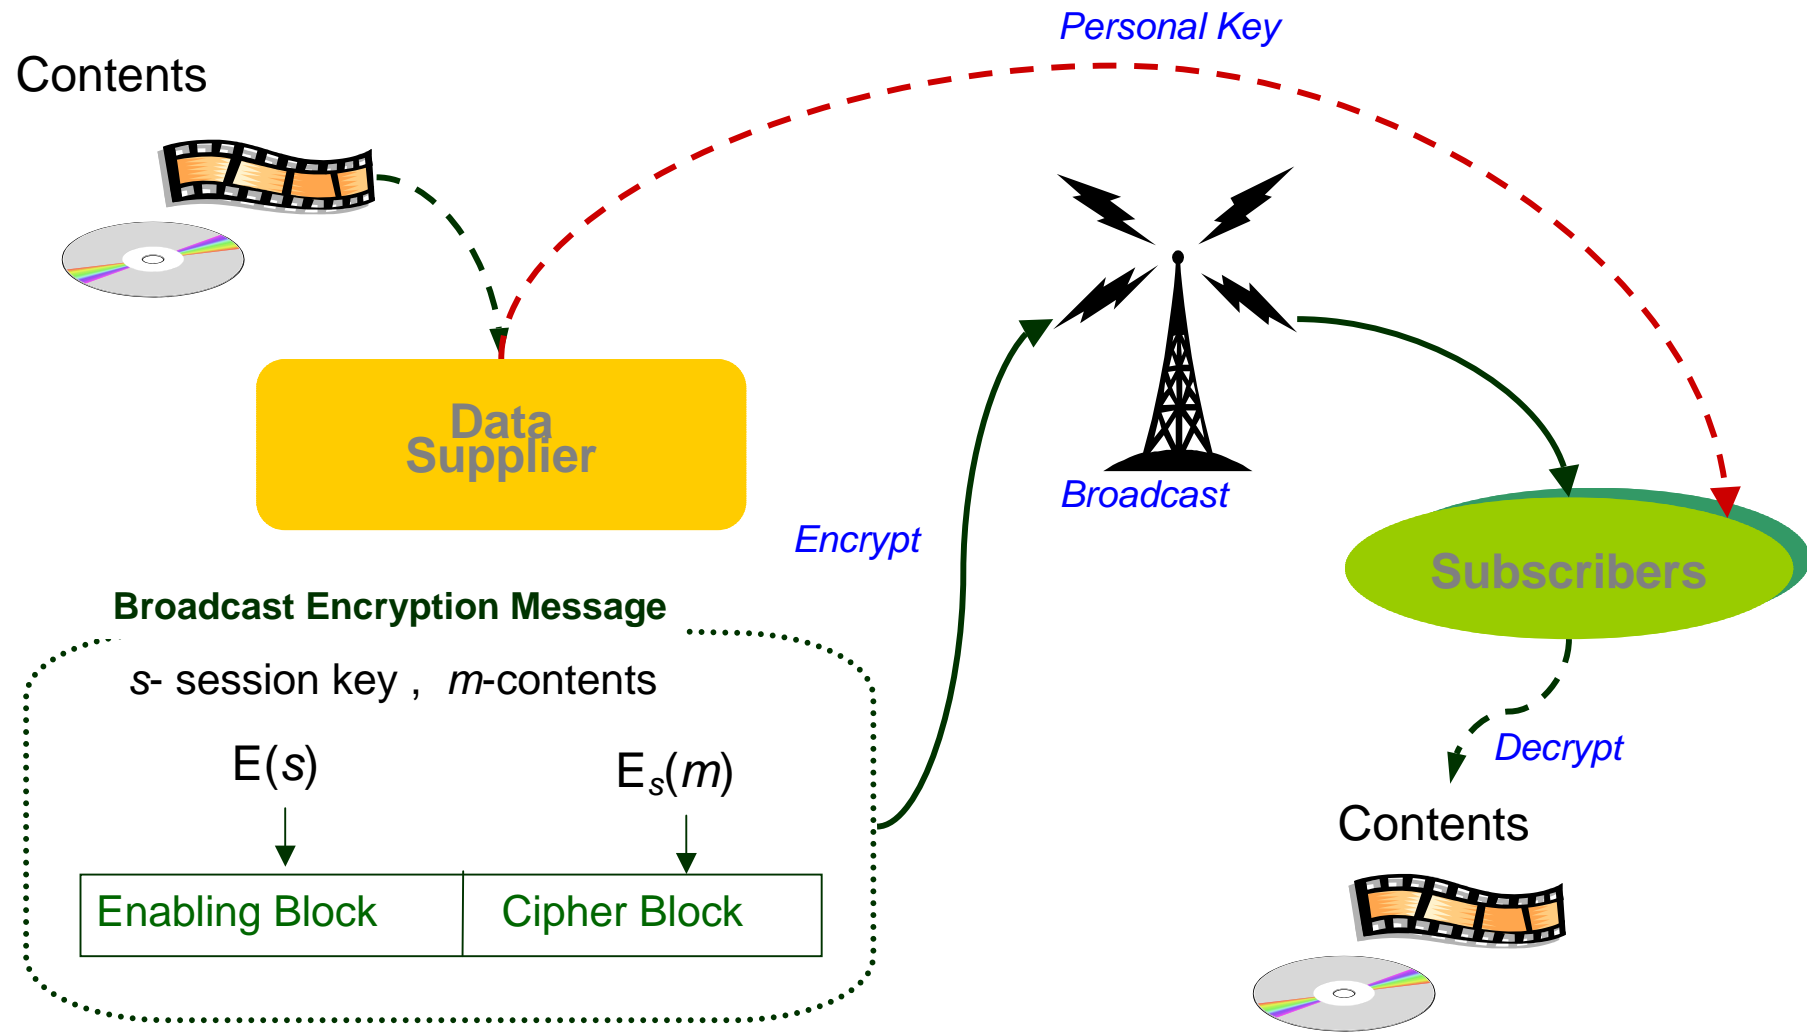 Personal Key
Contents
Data
Supplier
Broadcast
Encrypt
Subscribers
Broadcast Encryption Message
s- session key , m-contents
E(s)
Es(m)
Decrypt
Contents
Enabling Block
Cipher Block